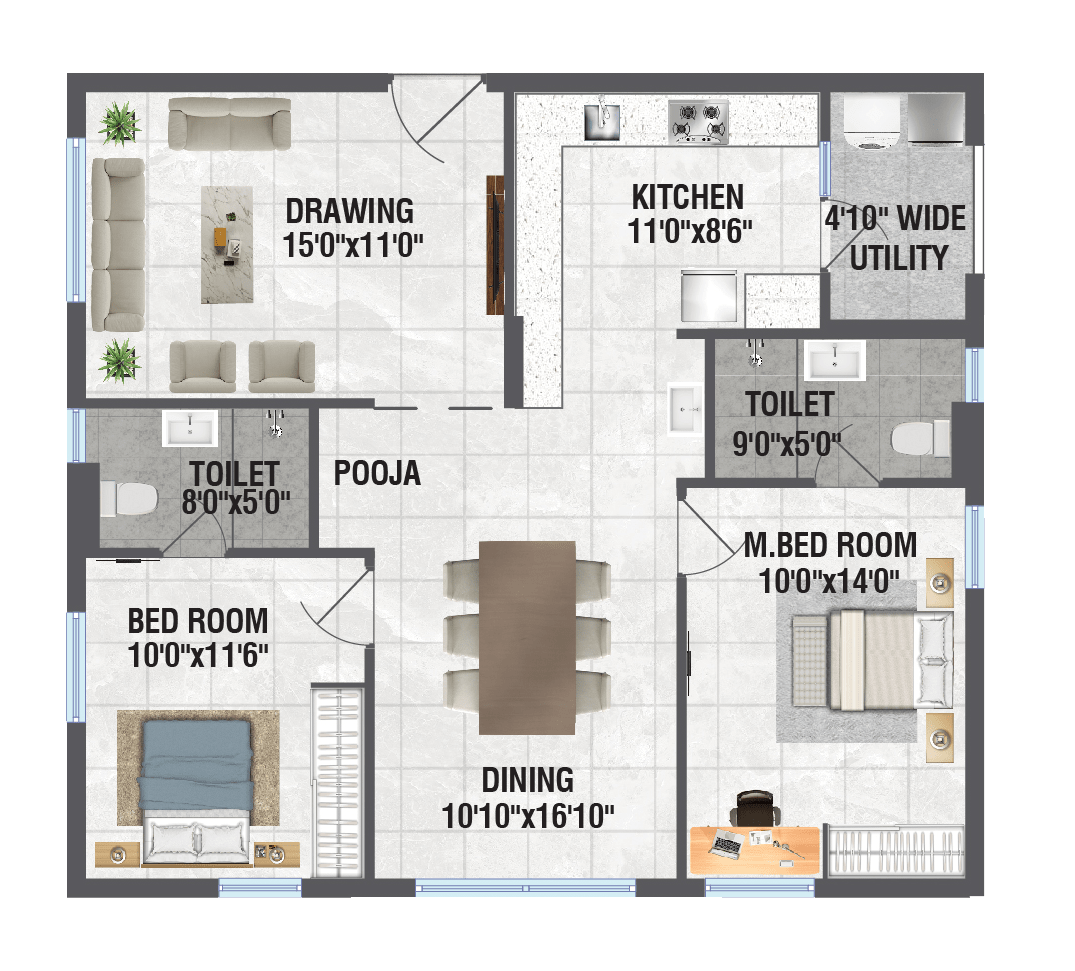 DRAWING
15'0"x11'0"
KITCHEN
11'0"x8'6"
4'10" WIDE
UTILITY
TOILET
9'0"x5'0"
TOILET
8'0"x5'0"
POOJA
M.BED ROOM
10'0"x14'0"
BED ROOM
10'0"x11'6"
DINING
10'10"x16'10"